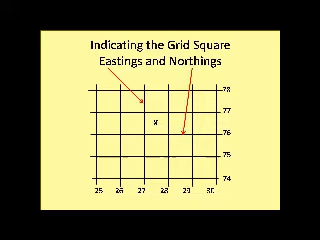 Indicating the Grid Square
Eastings and Northings
78
77
x
76
75
74
25 26 27 28 29 30